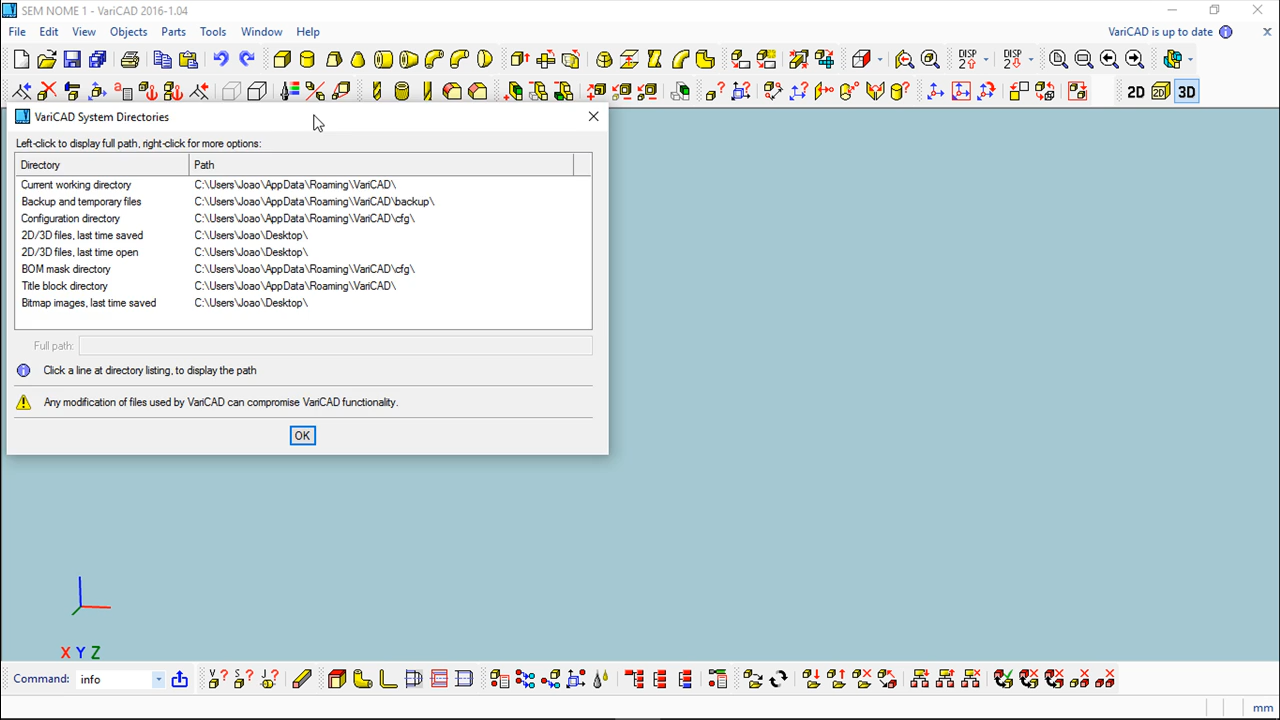 SEM NOME 1 - VariCAD 2016-1.04
File Edit View Objects Parts Tools Window Help
VariCAD is up to date
DISP 2 DISP 2
2D 2D 3D
VariCAD System Directories
Left-click to display full path, right-click for more options:
Directory Path
Current working directory C:\Users\Joao\AppData\Roaming\VariCAD\
Backup and temporary files C:\Users\Joao\AppData\Roaming\VariCAD\backup\
Configuration directory C:\Users\Joao\AppData\Roaming\VariCAD\cfg\
2D/3D files, last time saved C:\Users\Joao\Desktop\
2D/3D files, last time open C:\Users\Joao\Desktop\
BOM mask directory C:\Users\Joao\AppData\Roaming\VariCAD\cfg\
Title block directory C:\Users\Joao\AppData\Roaming\VariCAD\
Bitmap images, last time saved C:\Users\Joao\Desktop\
Full path:
Click a line at directory listing, to display the path
Any modification of files used by VariCAD can compromise VariCAD functionality.
OK
X Y Z
Command: info
mm